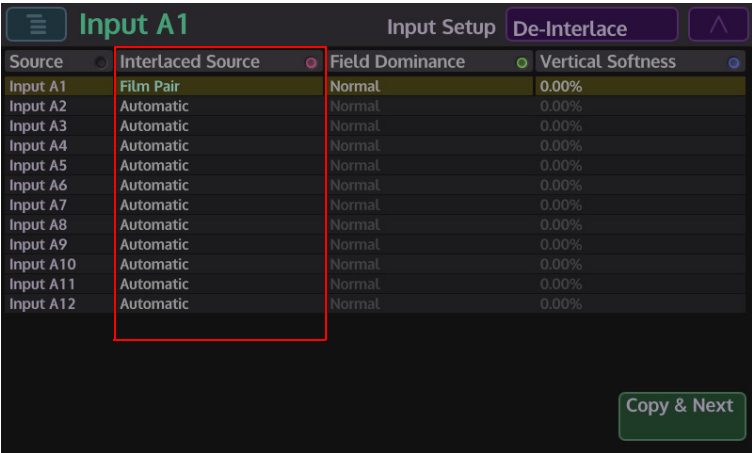 Input A1 Input Setup De-Interlace
Source Interlaced Source Field Dominance Vertical Softness
Input A1 Film Pair Normal 0.00%
Input A2 Automatic Normal 0.00%
Input A3 Automatic Normal 0.00%
Input A4 Automatic Normal 0.00%
Input A5 Automatic Normal 0.00%
Input A6 Automatic Normal 0.00%
Input A7 Automatic Normal 0.00%
Input A8 Automatic Normal 0.00%
Input A9 Automatic Normal 0.00%
Input A10 Automatic Normal 0.00%
Input A11 Automatic Normal 0.00%
Input A12 Automatic Normal 0.00%
Copy & Next